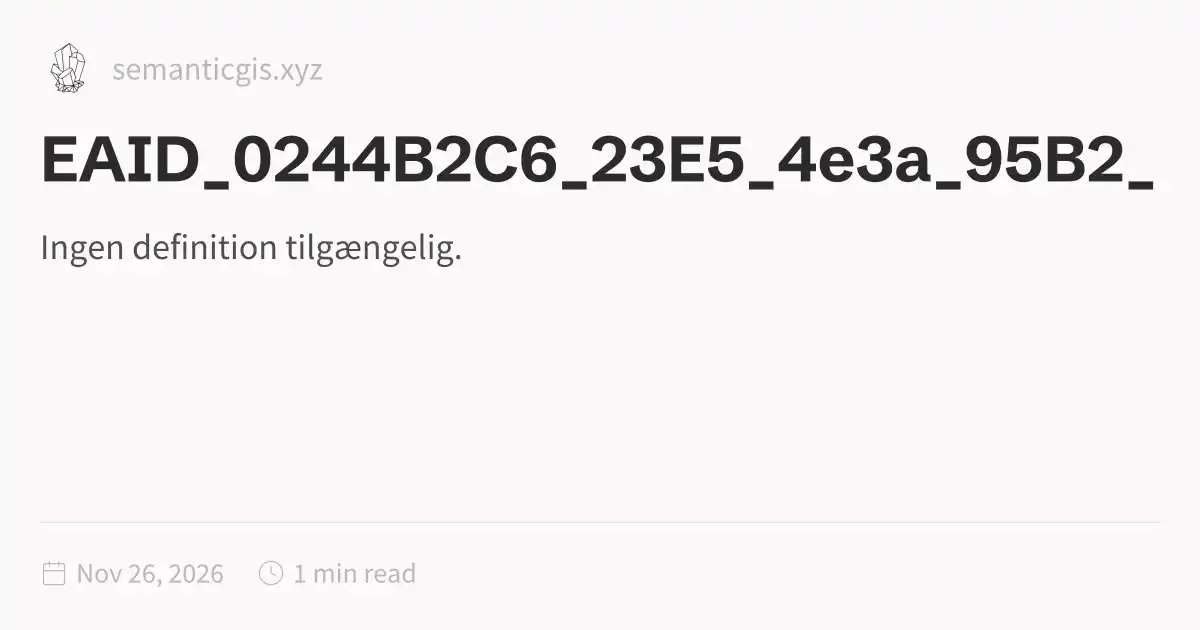 semanticgis.xyz
EAID_0244B2C6_23E5_4e3a_95B2_
Ingen definition tilgængelig.
Nov 26, 2026 1 min read